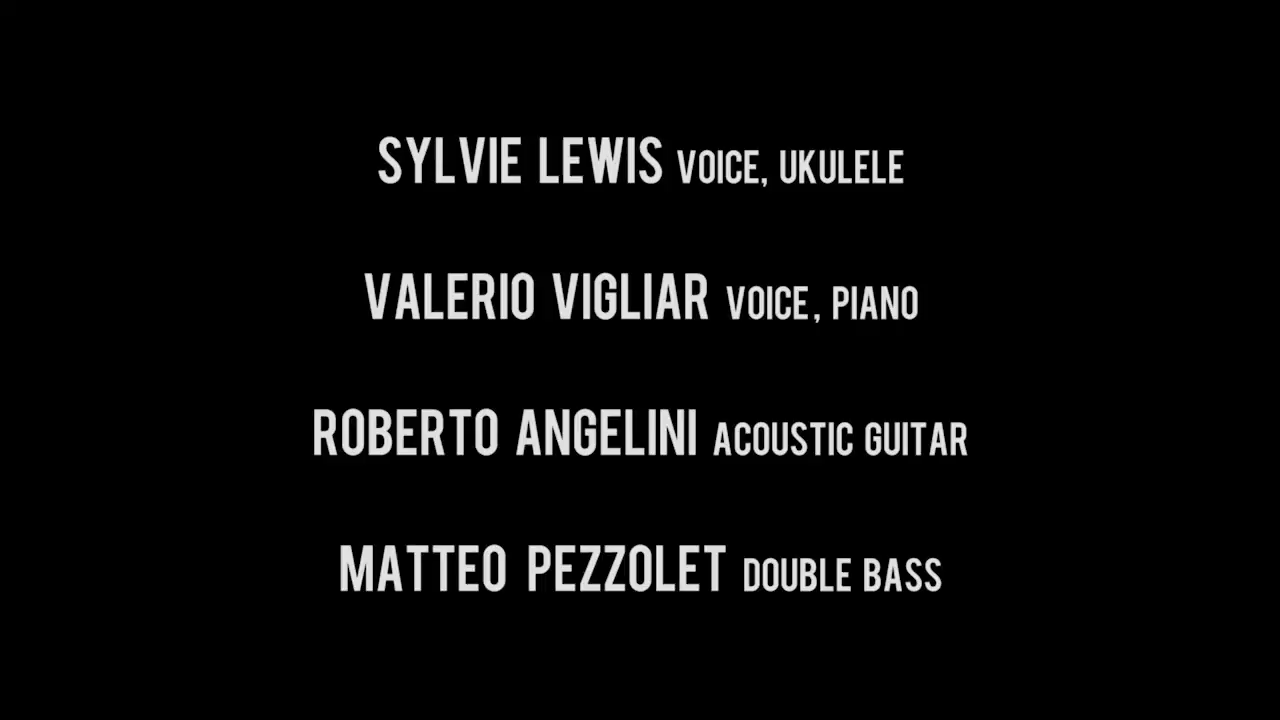 SYLVIE LEWIS VOICE, UKULELE
VALERIO VIGLIAR VOICE, PIANO
ROBERTO ANGELINI ACOUSTIC GUITAR
MATTEO PEZZOLET DOUBLE BASS